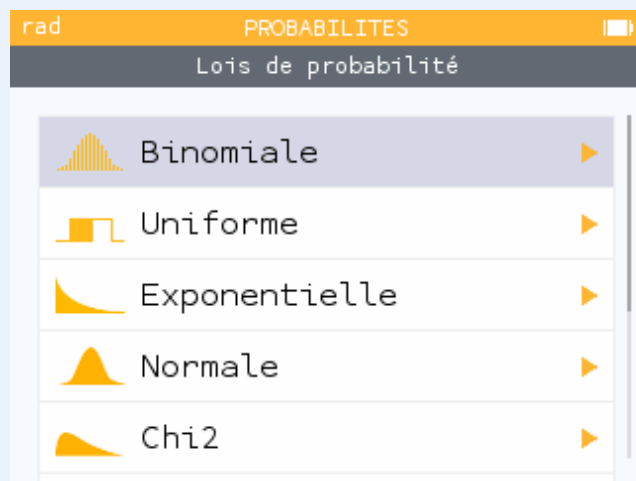 rad PROBABILITES
Lois de probabilité
Binomiale
Uniforme
Exponentielle
Normale
Chi2